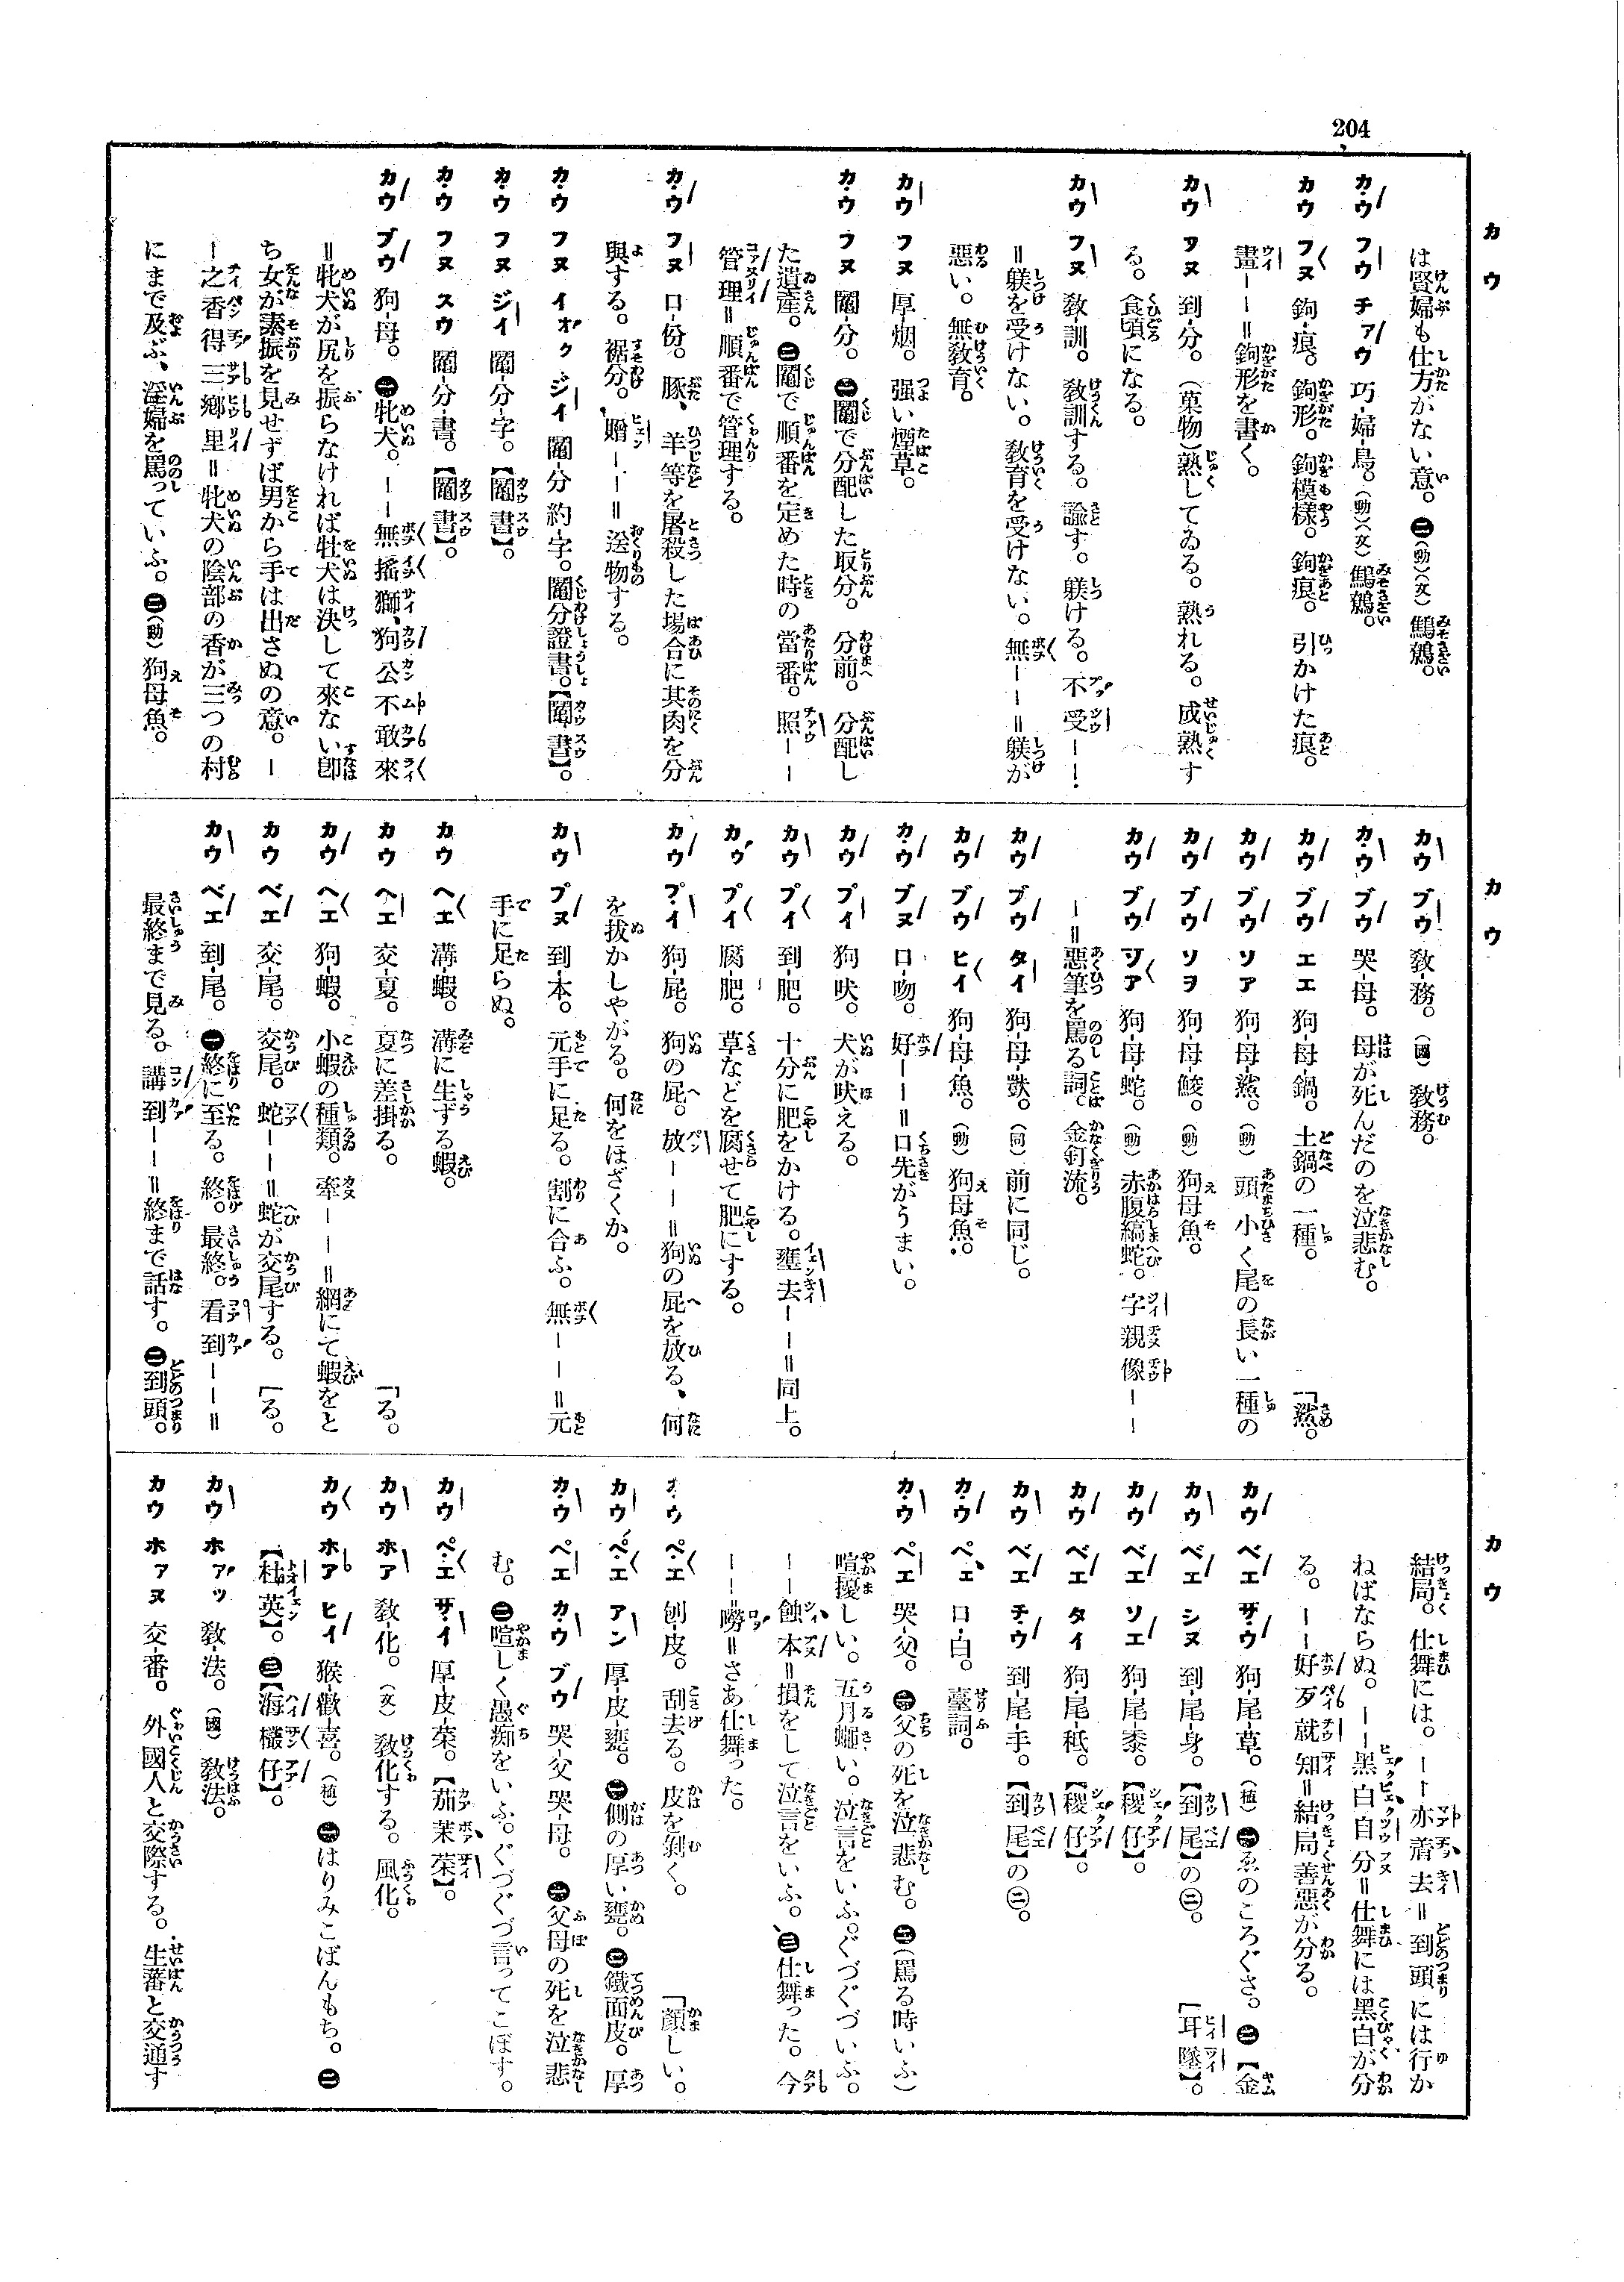 204
カウ
は賢婦も仕方がない意。㊁(動)(文)鷦鷯。
カウ フウ チァウ 巧-婦-鳥。(動)(文)鷦鷯。
カウ フヌ 鉤-痕。鉤形。鉤模樣。鉤痕。引かけた痕。
畫ーー＝鉤形を書く。
カウ フヌ 到-分。(菓物)熟してゐる。熟れる。成熟す
る。食頃になる。
カウ フヌ 敎-訓。敎訓する。諭す。躾ける。不受ーー
＝躾を受けない。敎育を受けない。無ーー＝躾が
惡い。無敎育。
カウ フヌ 厚-烟。强い煙草。
カウ フヌ 鬮-分。㊀鬮で分配した取分。分前。分配し
た遺產。㊁鬮で順番を定めた時の當番。照ーー
管理＝順番で管理する。
カウ フヌ 口-份。豚、羊等を屠殺した場合に其肉を分
與する。裾分。贈ーー＝送物する。
カウ フヌ イオク ジイ 鬮-分 約-字。鬮分證書。【鬮書】。
カウ フヌ ジイ 鬮-分-字。【鬮書】。
カウ フヌ スウ 鬮-分-書。【鬮書】。
カウ ブウ 狗-母。㊀牝犬。ーー無搖獅、狗公不敢來
＝牝犬が尻を振らなければ牡犬は決して來ない卽
ち女が素振を見せずば男から手は出さぬの意。ー
ー之香得三鄕里＝牝犬の陰部の香が三つの村
にまで及ぶ、淫婦を罵っていふ。㊁(動)狗母魚。
カウ
カウ ブウ 敎-務。(國)敎務。
カウ ブウ 哭-母。母が死んだのを泣悲む。
カウ ブウ エエ 狗-母-鍋。土鍋の一種。
カウ ブウ ソア 狗-母-鯊。(動)頭小く尾の長い一種の
「鯊。
カウ ブウ ソヲ 狗-母-鮻。(動)狗母魚。
カウ ブウ ツア 狗-母-蛇。(動)赤腹縞蛇。字親像ーー
ー＝惡筆を罵る詞。金釘流。
カウ ブウ タイ 狗-母-獃。(同)前に同じ。
カウ ブウ ヒイ 狗-母-魚。(動)狗母魚。
カウ ブヌ 口-吻。好ーー＝口先がうまい。
カウ プイ 狗-吠。犬が吠える。
カウ プイ 到-肥。十分に肥をかける。壅去ーー＝同上。
カウ プイ 腐-肥。草などを腐せて肥にする。
カウ プイ 狗-屁。狗の屁。放ーー＝狗の屁を放る、何
を拔かしやがる。何をほざくか。
カウ プヌ 到-本。元手に足る。割に合ふ。無ーー＝元
手に足らぬ。
カウ ヘエ 溝-蝦。溝に生ずる蝦。
カウ ヘエ 交-夏。夏に差掛る。
カウ ヘエ 狗-蝦。小蝦の種類。牽ーー＝網にて蝦をと
「る。
カウ ベエ 交-尾。交尾。蛇ーー＝蛇が交尾する。
カウ ベエ 到-尾。㊀終に至る。終。最終。看到ーー＝
最終まで見る。講到ーー＝終まで話す。㊁到頭。
カウ
結局。仕舞には。ーー亦着去＝到頭には行か
ねばならぬ。ーー黑白自分＝仕舞には黑白が分
る。ーー好歹就知＝結局善惡が分る。
カウ ベエ サウ 狗-尾-草。(植)㊀ゑのころぐさ。㊁【金
カウ ベエ シヌ 到-尾-身。【到尾】の㊁。
「耳墜】。
カウ ベエ ソエ 狗-尾-黍。【稷仔】。
カウ ベエ タイ 狗-尾-秪。【稷仔】。
カウ ベエ チウ 到-尾-手。【到尾】の㊁。
カウ ペエ 口-白。臺詞。
カウ ペエ 哭-父。㊀父の死を泣悲む。㊁(罵る時いふ)
喧擾しい。五月蠅い。泣言をいふ。ぐづぐづいふ。
ーー蝕本＝損をして泣言をいふ。㊂仕舞った。今
ーー嘮＝さあ仕舞った。
カウ ペエ 刨-皮。刮去る。皮を剝く。
カウ ペエ アン 厚-皮-甕。㊀側の厚い甕。㊁鐵面皮。厚
「顔しい。
カウ ペエ カウ ブウ 哭-父 哭-母。㊀父母の死を泣悲
む。㊁喧しく愚痴をいふ。ぐづぐづ言ってこぼす。
カウ ペエ サイ 厚-皮-菜。【茄茉菜】。
カウ ホア 敎-化。(文)敎化する。風化。
カウ ホア ヒイ 猴-歡-喜。(植)㊀はりみこばんもち。㊁
【杜英】。㊂【海欉仔】。
カウ ホアッ 敎-法。(國)敎法。
カウ ホァヌ 交-番。外國人と交際する。生蕃と交通す